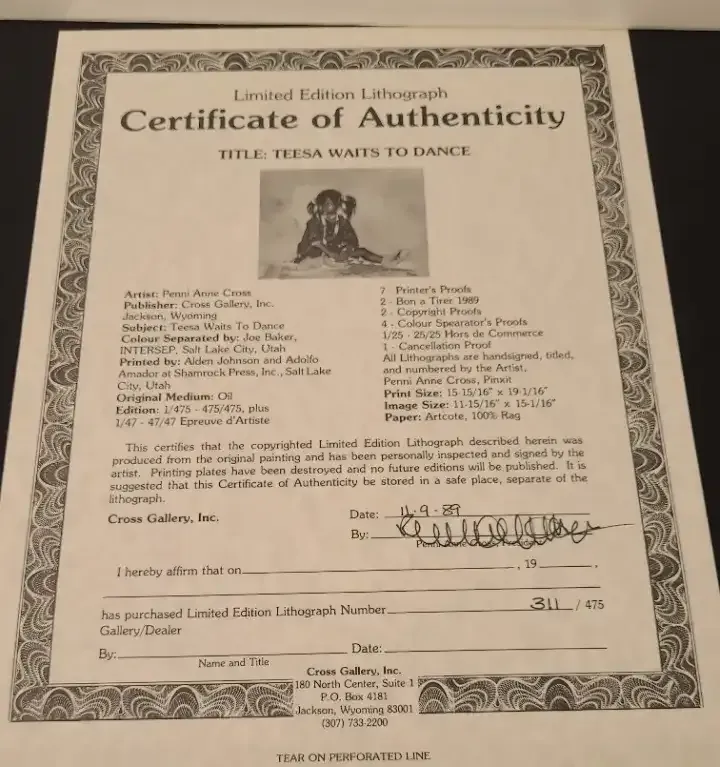 Limited Edition Lithograph
Certificate of Authenticity
TITLE: TEESA WAITS TO DANCE
Artist: Penni Anne Cross
Publisher: Cross Gallery, Inc.
Jackson, Wyoming
Subject: Teesa Waits To Dance
Colour Separated by: Joe Baker,
INTERSEP, Salt Lake City, Utah
Printed by: Alden Johnson and Adolfo
Amador at Shamrock Press, Inc., Salt Lake
City, Utah
Original Medium: Oil
Edition: 1/475 - 475/475, plus
1/47 - 47/47 Epreuve d'Artiste
7 Printer's Proofs
2 - Bon a Tirer 1989
2 - Copyright Proofs
4 - Colour Spearator's Proofs
1/25 - 25/25 Hors de Commerce
1 - Cancellation Proof
All Lithographs are handsigned, titled,
and numbered by the Artist.
Penni Anne Cross, Pinxit
Print Size: 15-15/16" x 19-1/16"
Image Size: 11-15/16" x 15-1/16"
Paper: Artcote, 100% Rag
This certifies that the copyrighted Limited Edition Lithograph described herein was
produced from the original painting and has been personally inspected and signed by the
artist. Printing plates have been destroyed and no future editions will be published. It is
suggested that this Certificate of Authenticity be stored in a safe place, separate of the
lithograph.
Cross Gallery, Inc.
Date: 11-9-89
By:
Penni Anne
I hereby affirm that on , 19 .
has purchased Limited Edition Lithograph Number 311 / 475
Gallery/Dealer
By: Date:
Name and Title
Cross Gallery, Inc.
180 North Center, Suite 1
P.O. Box 4181
Jackson, Wyoming 83001
(307) 733-2200
TEAR ON PERFORATED LINE